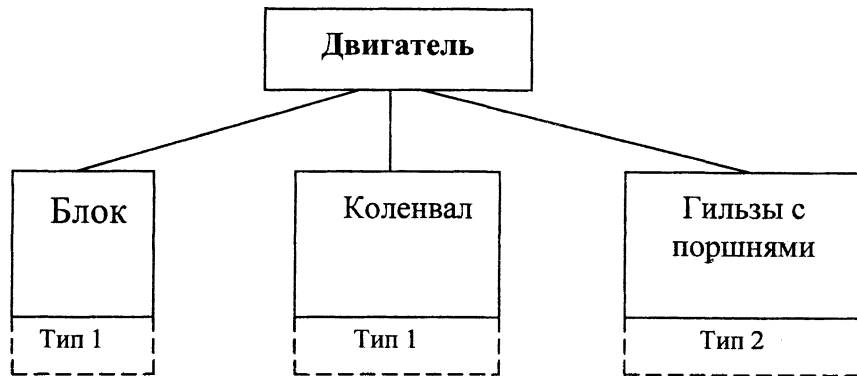 Двигатель
Блок
Коленвал
Гильзы с
поршнями
Тип 1
Тип 1
Тип 2